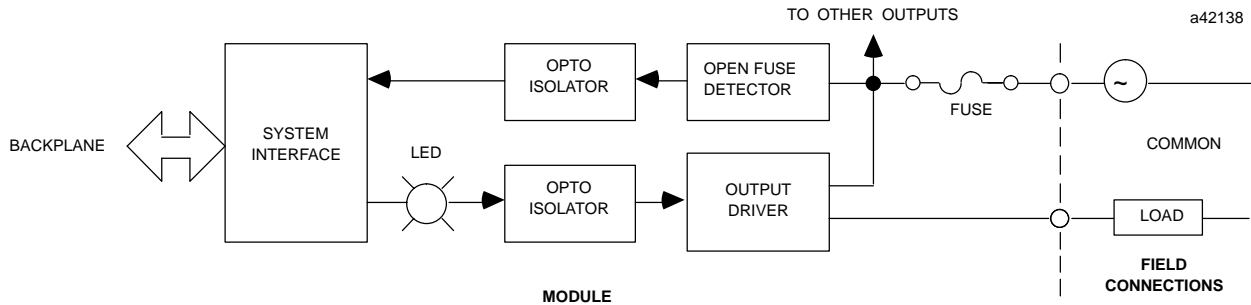 TO OTHER OUTPUTS
a42138
OPTO
ISOLATOR
OPEN FUSE
DETECTOR
~
FUSE
BACKPLANE
SYSTEM
INTERFACE
LED
COMMON
OPTO
ISOLATOR
OUTPUT
DRIVER
LOAD
FIELD
CONNECTIONS
MODULE